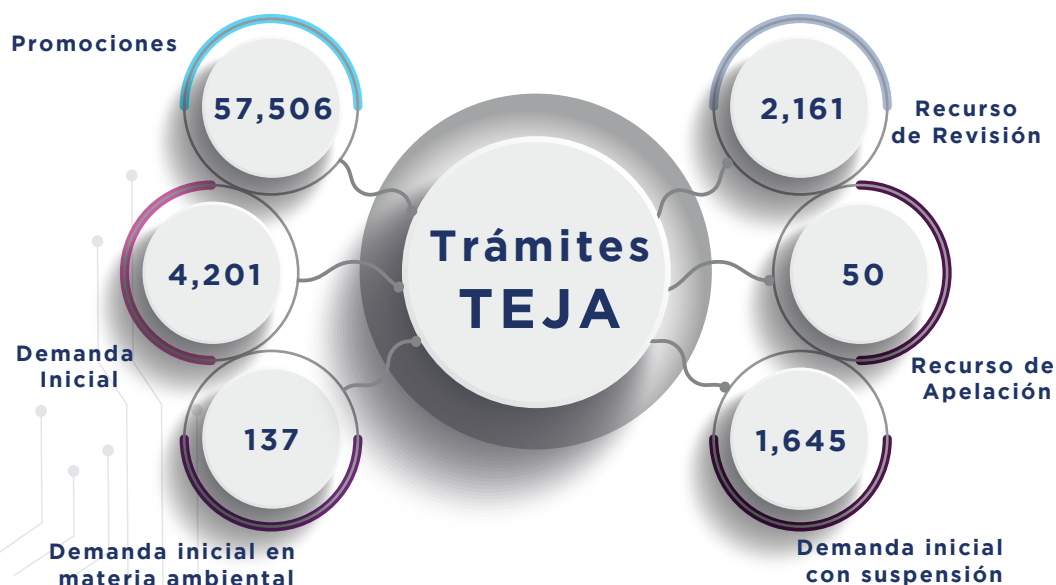 Promociones
57,506
4,201
Demanda
Inicial
137
Demanda inicial en
materia ambiental
Trámites
TEJA
2,161
Recurso
de Revisión
50
Recurso de
Apelación
1,645
Demanda inicial
con suspensión